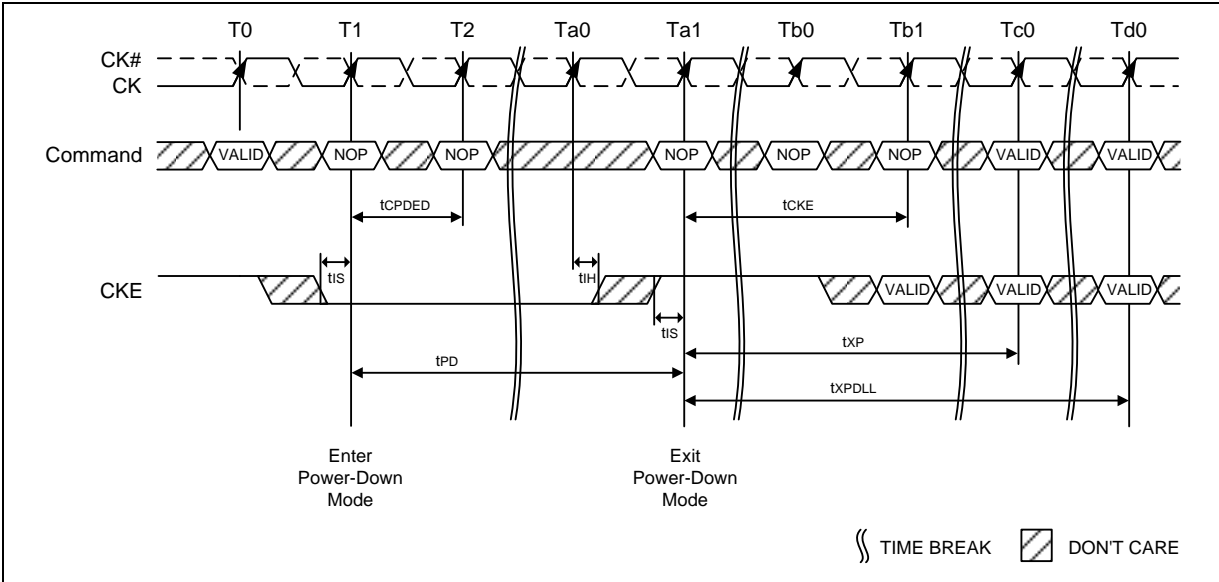 T0 T1 T2 Ta0 Ta1 Tb0 Tb1 Tc0 Td0
CK#
CK
Command VALID NOP NOP NOP NOP NOP VALID VALID
tCPDED tCKE
tIS tIH
CKE VALID VALID VALID
tIS
tPD tXP
tXPDLL
Enter
Power-Down
Mode
Exit
Power-Down
Mode
TIME BREAK DON'T CARE